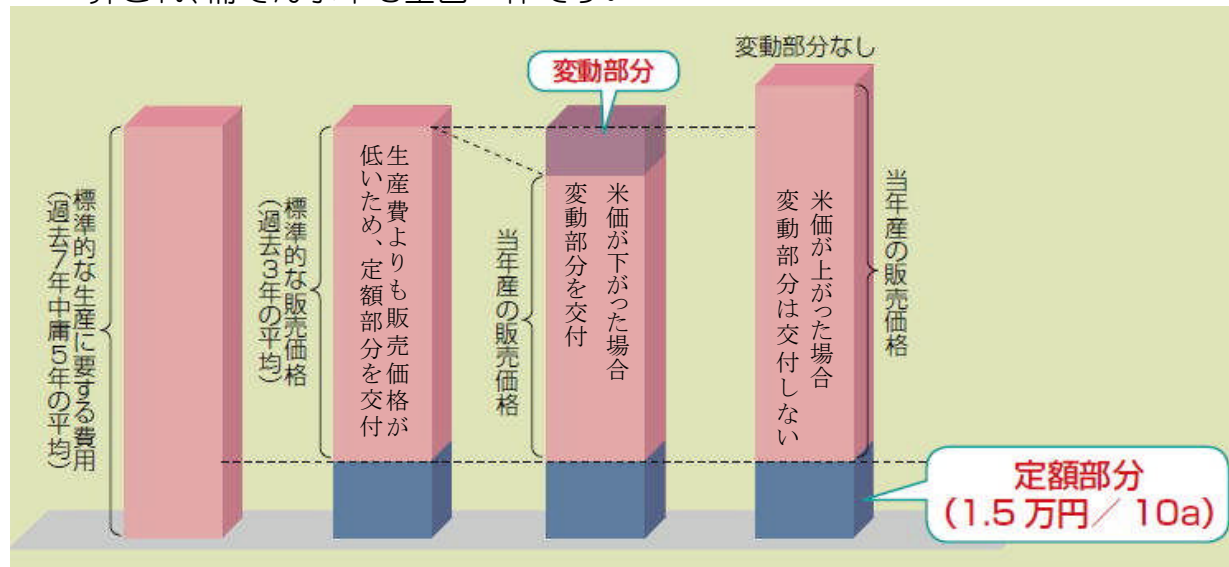 変動部分なし
変動部分
標準的な生産に要する費用
(過去7年中庸5年の平均)
標準的な販売価格
(過去3年の平均)
生産費よりも販売価格が
低いため、定額部分を交付
当年産の販売価格
米価が下がった場合
変動部分を交付
米価が上がった場合
変動部分は交付しない
当年産の販売価格
定額部分
(1.5万円／10a)